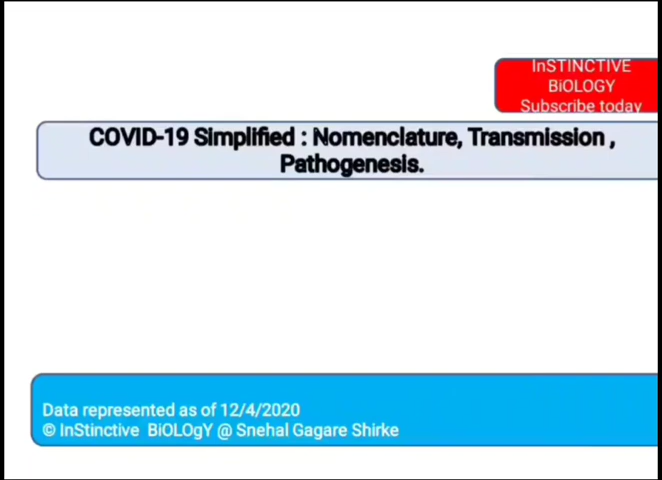 InSTINCTIVE
BiOLOGY
Subscribe today
COVID-19 Simplified : Nomenclature, Transmission ,
Pathogenesis.
Data represented as of 12/4/2020
© InStinctive BiOLOgY @ Snehal Gagare Shirke